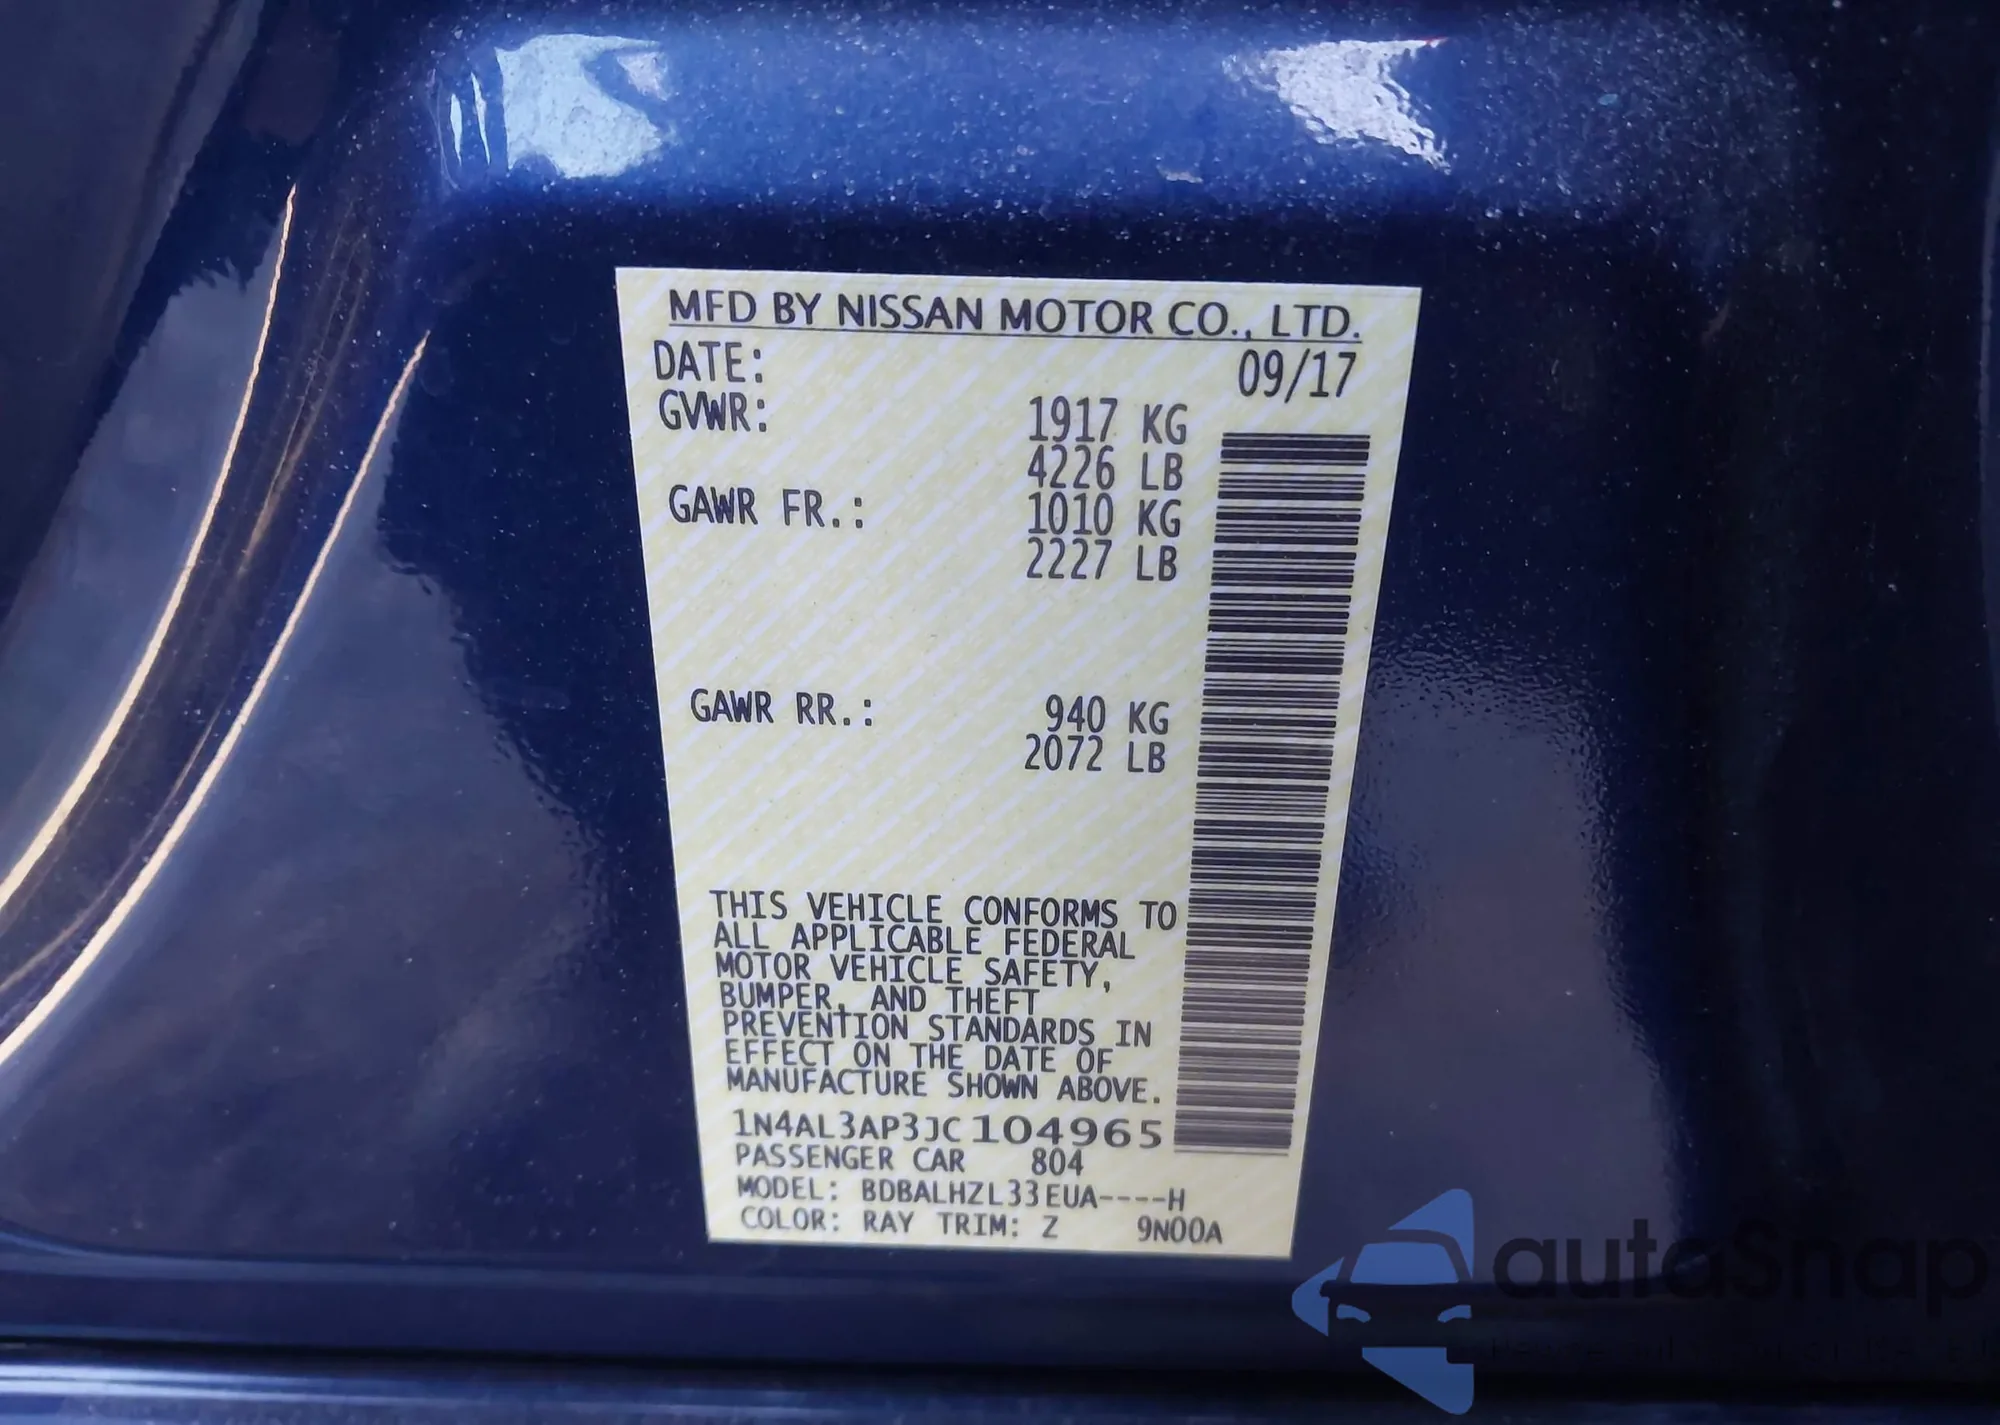 MFD BY NISSAN MOTOR CO., LTD.
DATE: 09/17
GVWR: 1917 KG
4226 LB
GAWR FR.: 1010 KG
2227 LB
GAWR RR.: 940 KG
2072 LB
THIS VEHICLE CONFORMS TO
ALL APPLICABLE FEDERAL
MOTOR VEHICLE SAFETY,
BUMPER, AND THEFT
PREVENTION STANDARDS IN
EFFECT ON THE DATE OF
MANUFACTURE SHOWN ABOVE.
1N4AL3AP3JC104965
PASSENGER CAR 804
MODEL: BDBALHZL33EUA----H
COLOR: RAY TRIM: Z 9N00A
autoSnap